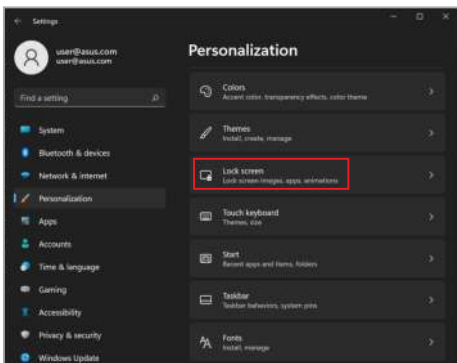 Settings
user@asus.com
user@asus.com
Find a setting
System
Bluetooth & devices
Network & internet
Personalization
Apps
Accounts
Time & language
Gaming
Accessibility
Privacy & security
Windows Update
Personalization
Colors
Accent color, transparency effects, color theme
Themes
Install, create, manage
Lock screen
Lock screen images, apps, animations
Touch keyboard
Themes, size
Start
Recent apps and items, folders
Taskbar
Taskbar behaviors, system pins
Fonts
Install, manage